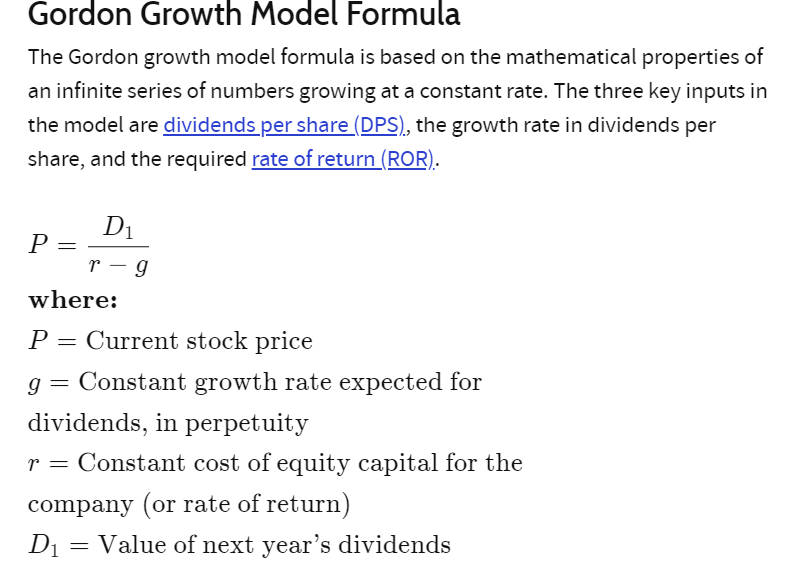 Gordon Growth Model Formula
The Gordon growth model formula is based on the mathematical properties of
an infinite series of numbers growing at a constant rate. The three key inputs in
the model are dividends per share (DPS), the growth rate in dividends per
share, and the required rate of return (ROR).
P = D₁ / (r − g)
where:
P = Current stock price
g = Constant growth rate expected for
dividends, in perpetuity
r = Constant cost of equity capital for the
company (or rate of return)
D₁ = Value of next year’s dividends